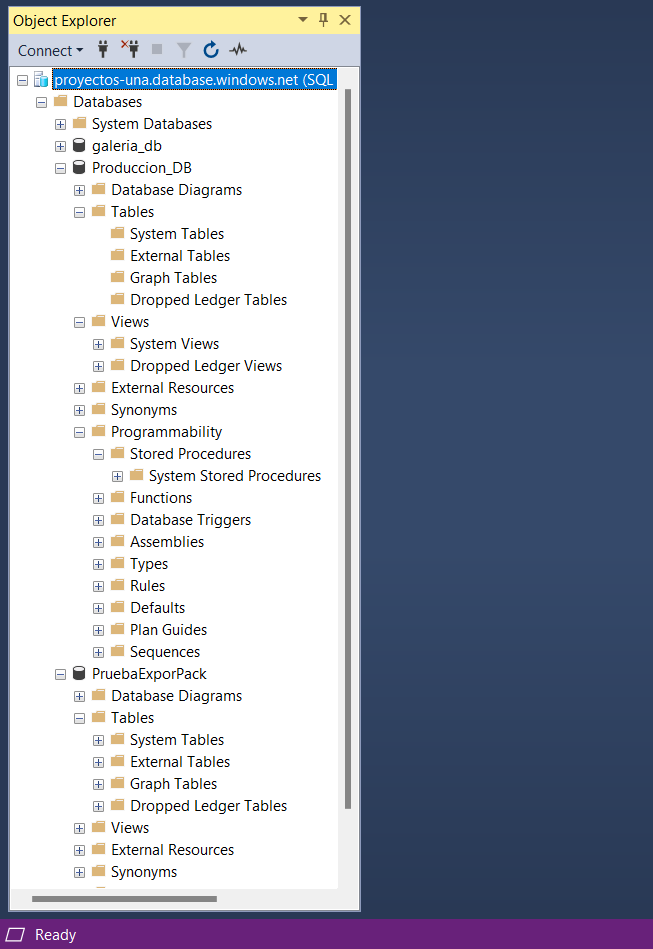 Object Explorer
Connect
proyectos-una.database.windows.net (SQL
Databases
System Databases
galeria_db
Produccion_DB
Database Diagrams
Tables
System Tables
External Tables
Graph Tables
Dropped Ledger Tables
Views
System Views
Dropped Ledger Views
External Resources
Synonyms
Programmability
Stored Procedures
System Stored Procedures
Functions
Database Triggers
Assemblies
Types
Rules
Defaults
Plan Guides
Sequences
PruebaExporPack
Database Diagrams
Tables
System Tables
External Tables
Graph Tables
Dropped Ledger Tables
Views
External Resources
Synonyms
Ready